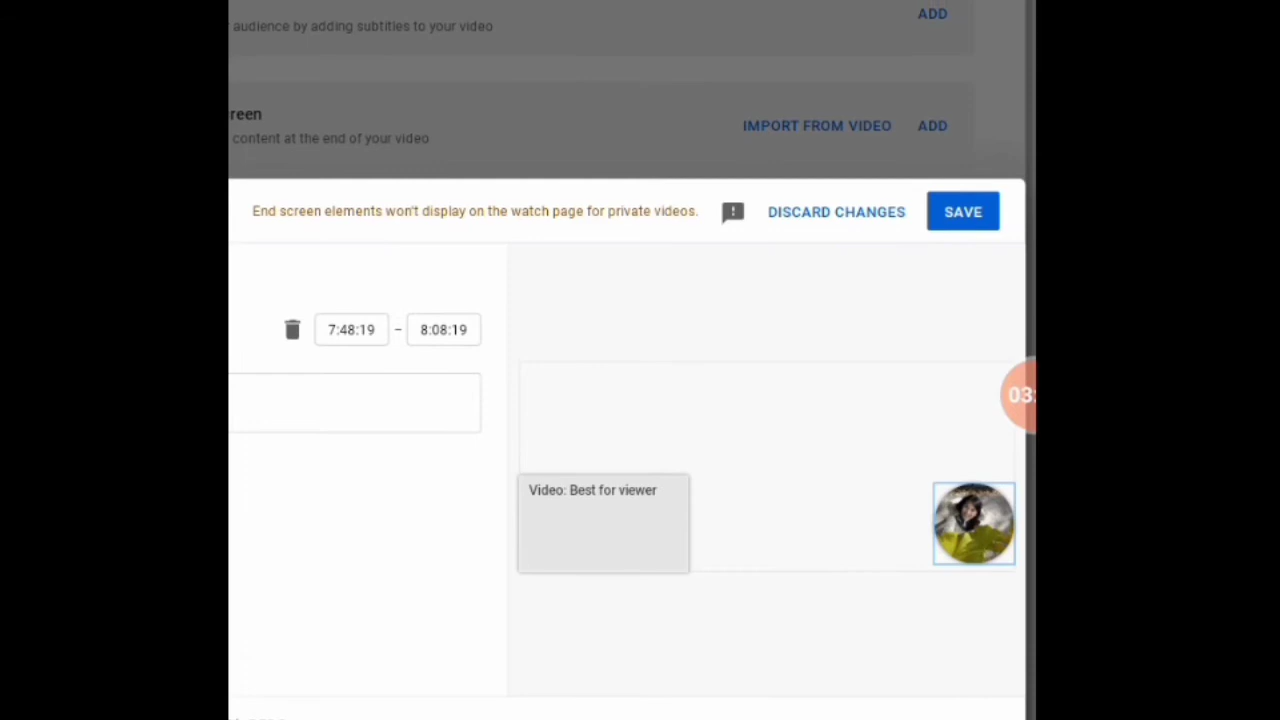 ADD
audience by adding subtitles to your video
reen
content at the end of your video
IMPORT FROM VIDEO
ADD
End screen elements won't display on the watch page for private videos.
DISCARD CHANGES
SAVE
7:48:19 – 8:08:19
03:
Video: Best for viewer